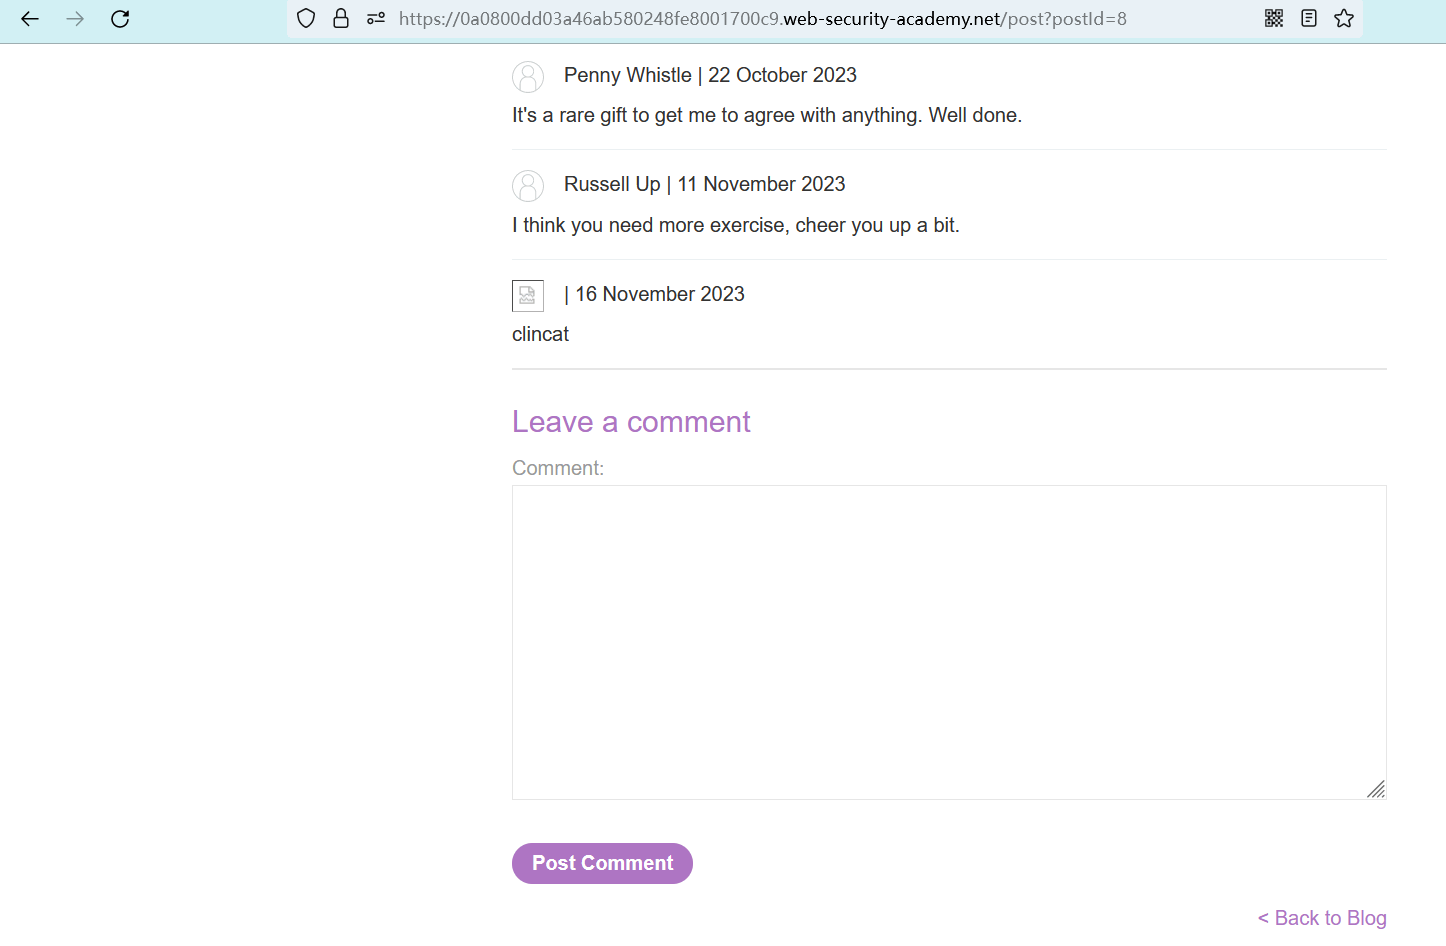 https://0a0800dd03a46ab580248fe8001700c9.web-security-academy.net/post?postId=8
Penny Whistle | 22 October 2023
It's a rare gift to get me to agree with anything. Well done.
Russell Up | 11 November 2023
I think you need more exercise, cheer you up a bit.
| 16 November 2023
clincat
Leave a comment
Comment:
Post Comment
< Back to Blog